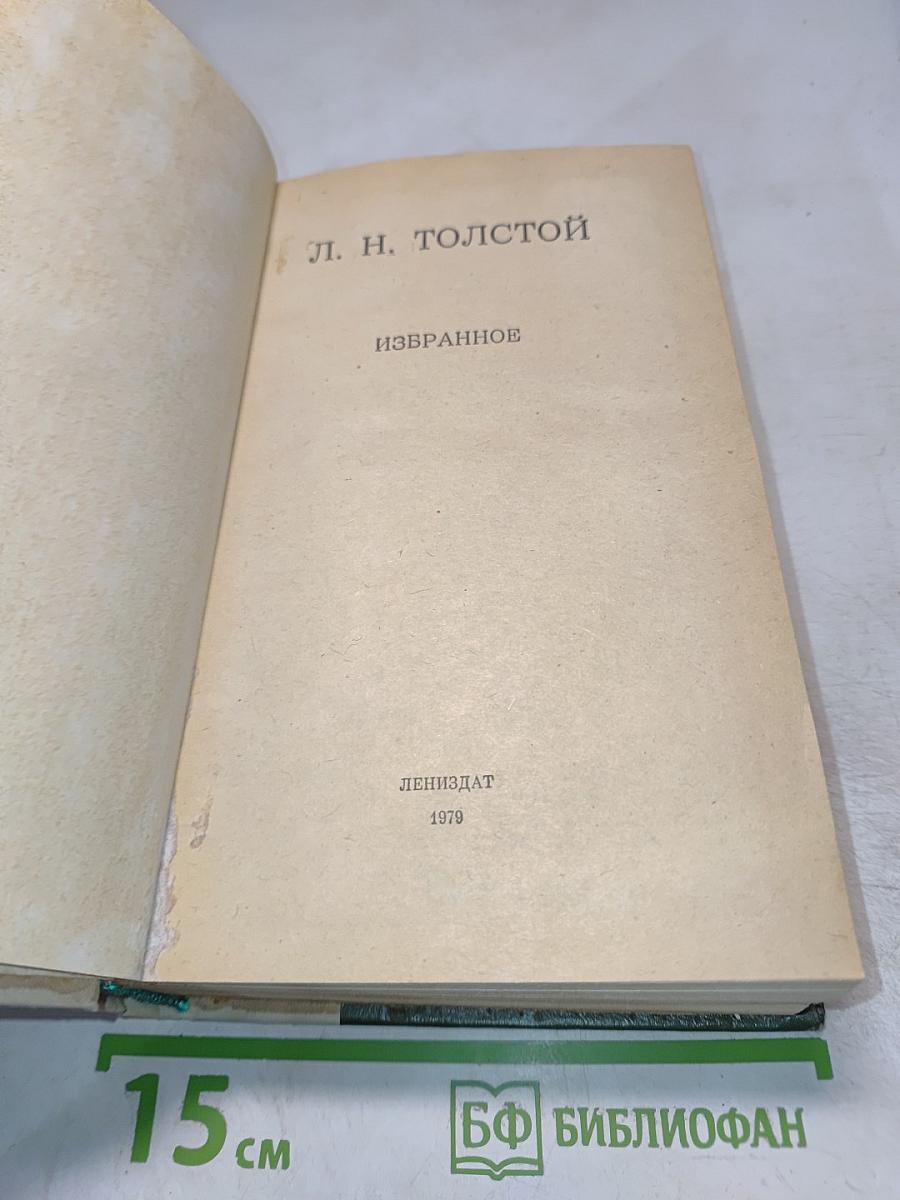 Л. Н. ТОЛСТОЙ
ИЗБРАННОЕ
ЛЕНИЗДАТ
1979
15 см
БФ БИБЛИОФАН